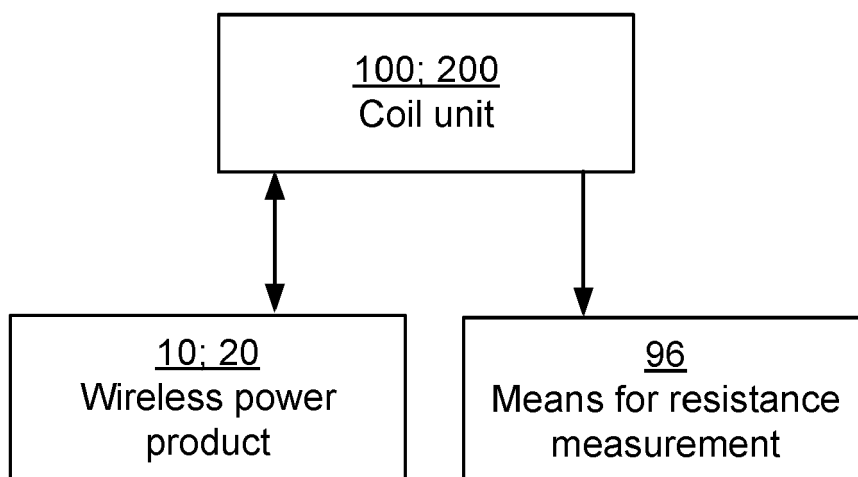 100; 200
Coil unit
10; 20
Wireless power
product
96
Means for resistance
measurement